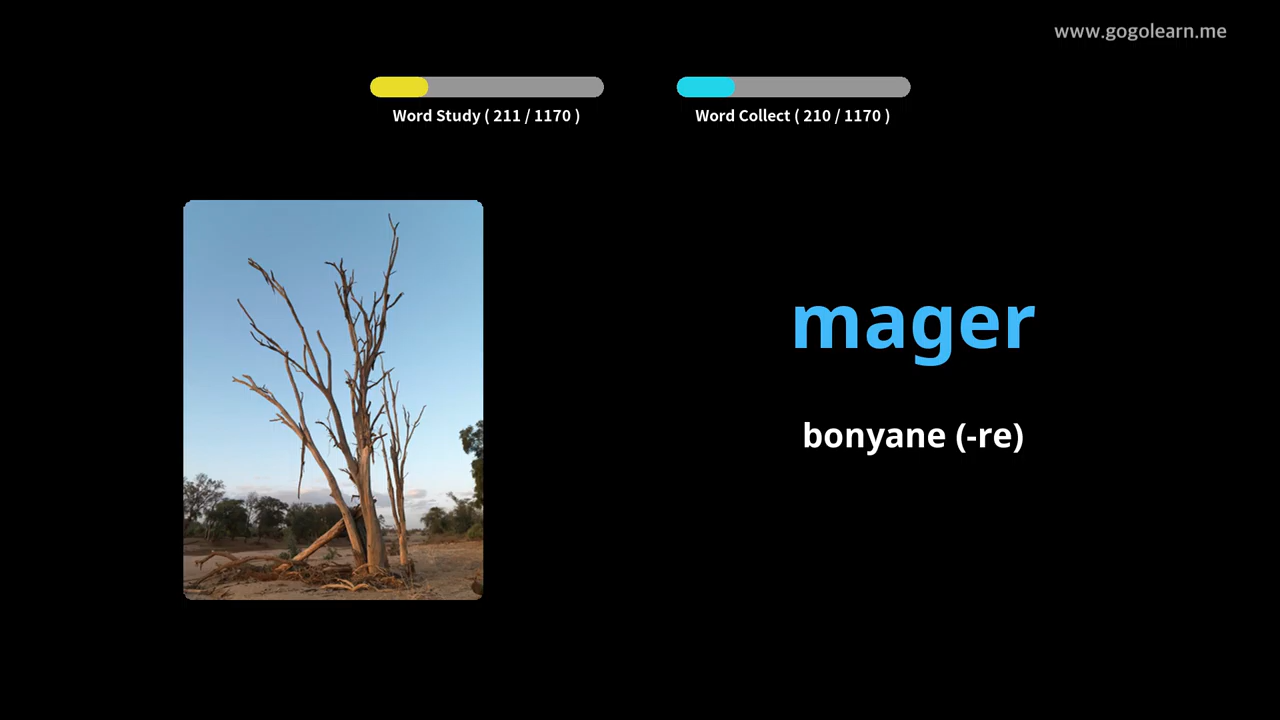 www.gogolearn.me
Word Study ( 211 / 1170 )
Word Collect ( 210 / 1170 )
mager
bonyane (-re)